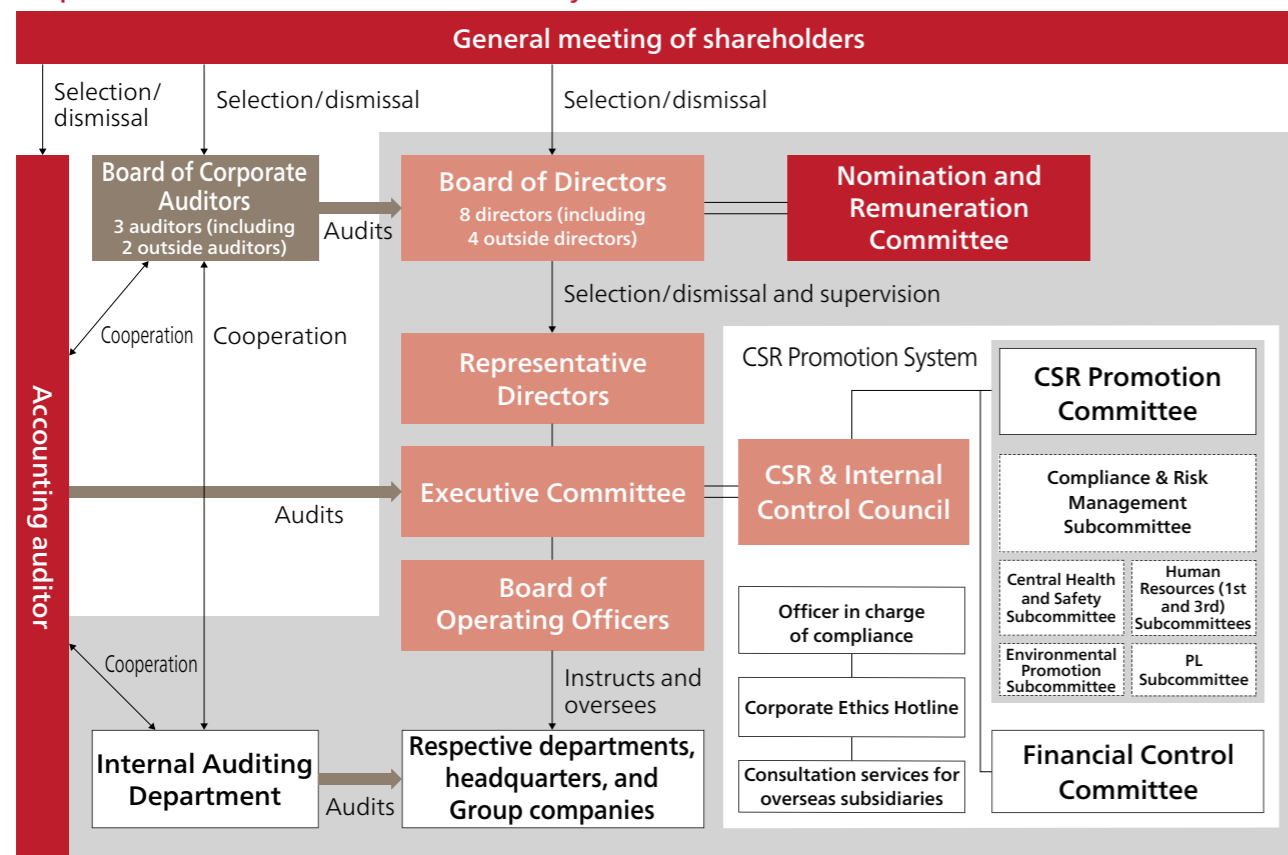 General meeting of shareholders
Selection/
dismissal
Selection/dismissal
Selection/dismissal
Board of Corporate
Auditors
3 auditors (including
2 outside auditors)
Audits
Board of Directors
8 directors (including
4 outside directors)
Nomination and
Remuneration
Committee
Selection/dismissal and supervision
Cooperation
Cooperation
Accounting auditor
Representative
Directors
CSR Promotion System
CSR Promotion
Committee
Audits
Executive Committee
CSR & Internal
Control Council
Compliance & Risk
Management
Subcommittee
Central Health
and Safety
Subcommittee
Human
Resources (1st
and 3rd)
Subcommittees
Environmental
Promotion
Subcommittee
PL
Subcommittee
Board of
Operating Officers
Officer in charge
of compliance
Cooperation
Instructs and
oversees
Corporate Ethics Hotline
Internal Auditing
Department
Audits
Respective departments,
headquarters, and
Group companies
Consultation services for
overseas subsidiaries
Financial Control
Committee